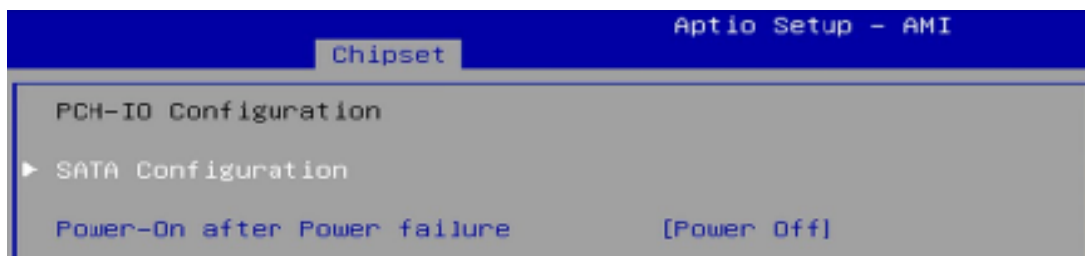 Aptio Setup - AMI
Chipset
PCH-IO Configuration
► SATA Configuration
Power-On after Power failure [Power Off]